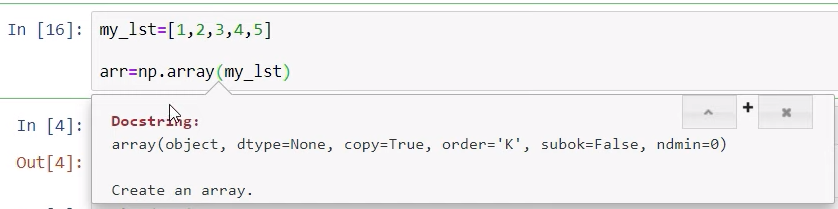 In [16]: my_lst=[1,2,3,4,5]
arr=np.array(my_lst)
Docstring:
In [4]:
array(object, dtype=None, copy=True, order='K', subok=False, ndmin=0)
Out[4]:
Create an array.